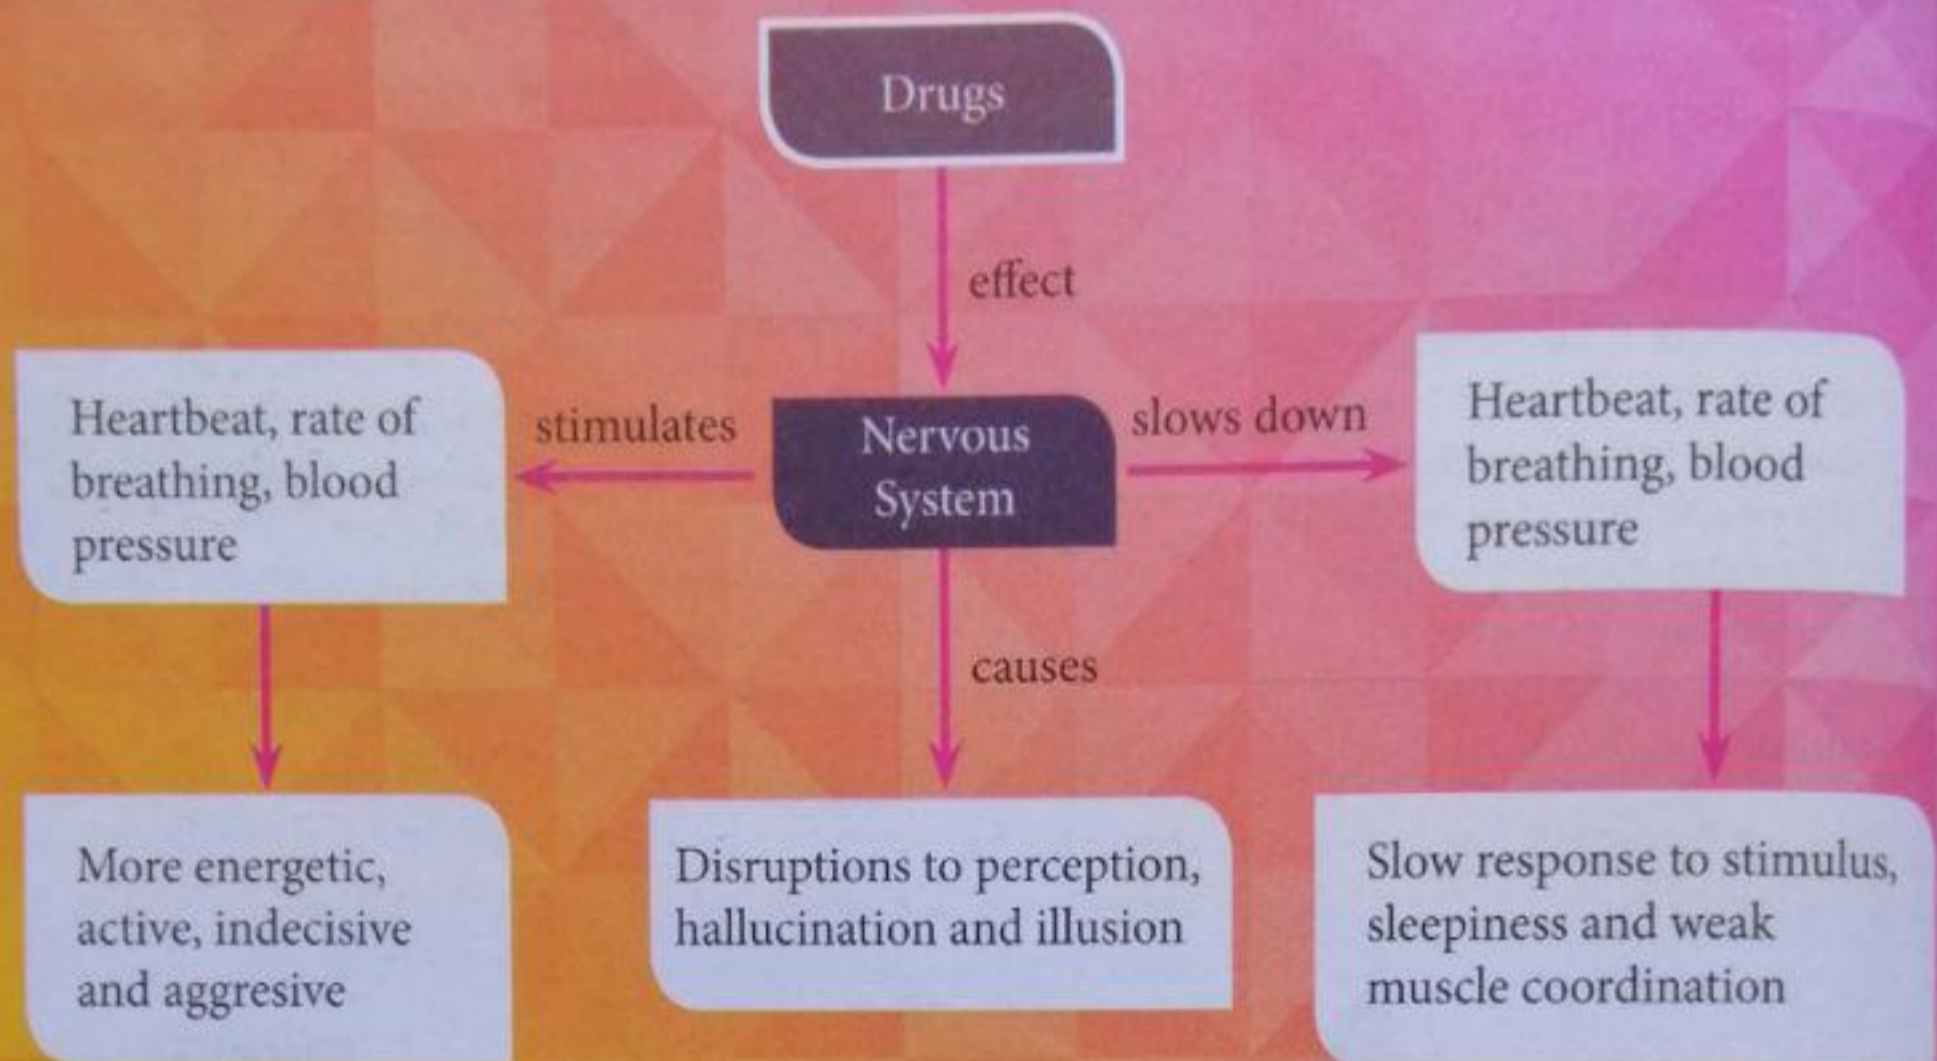 Drugs
effect
Heartbeat, rate of
breathing, blood
pressure
stimulates
Nervous
System
slows down
Heartbeat, rate of
breathing, blood
pressure
causes
More energetic,
active, indecisive
and aggresive
Disruptions to perception,
hallucination and illusion
Slow response to stimulus,
sleepiness and weak
muscle coordination